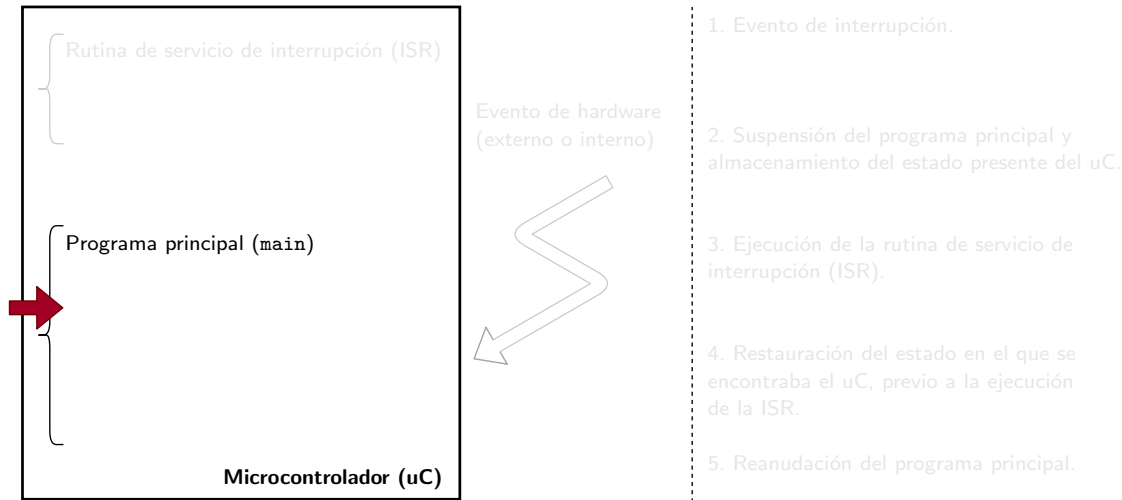 Rutina de servicio de interrupción (ISR)
Evento de hardware
(externo o interno)
Programa principal (main)
Microcontrolador (uC)
1. Evento de interrupción.
2. Suspensión del programa principal y
almacenamiento del estado presente del uC.
3. Ejecución de la rutina de servicio de
interrupción (ISR).
4. Restauración del estado en el que se
encontraba el uC, previo a la ejecución
de la ISR.
5. Reanudación del programa principal.